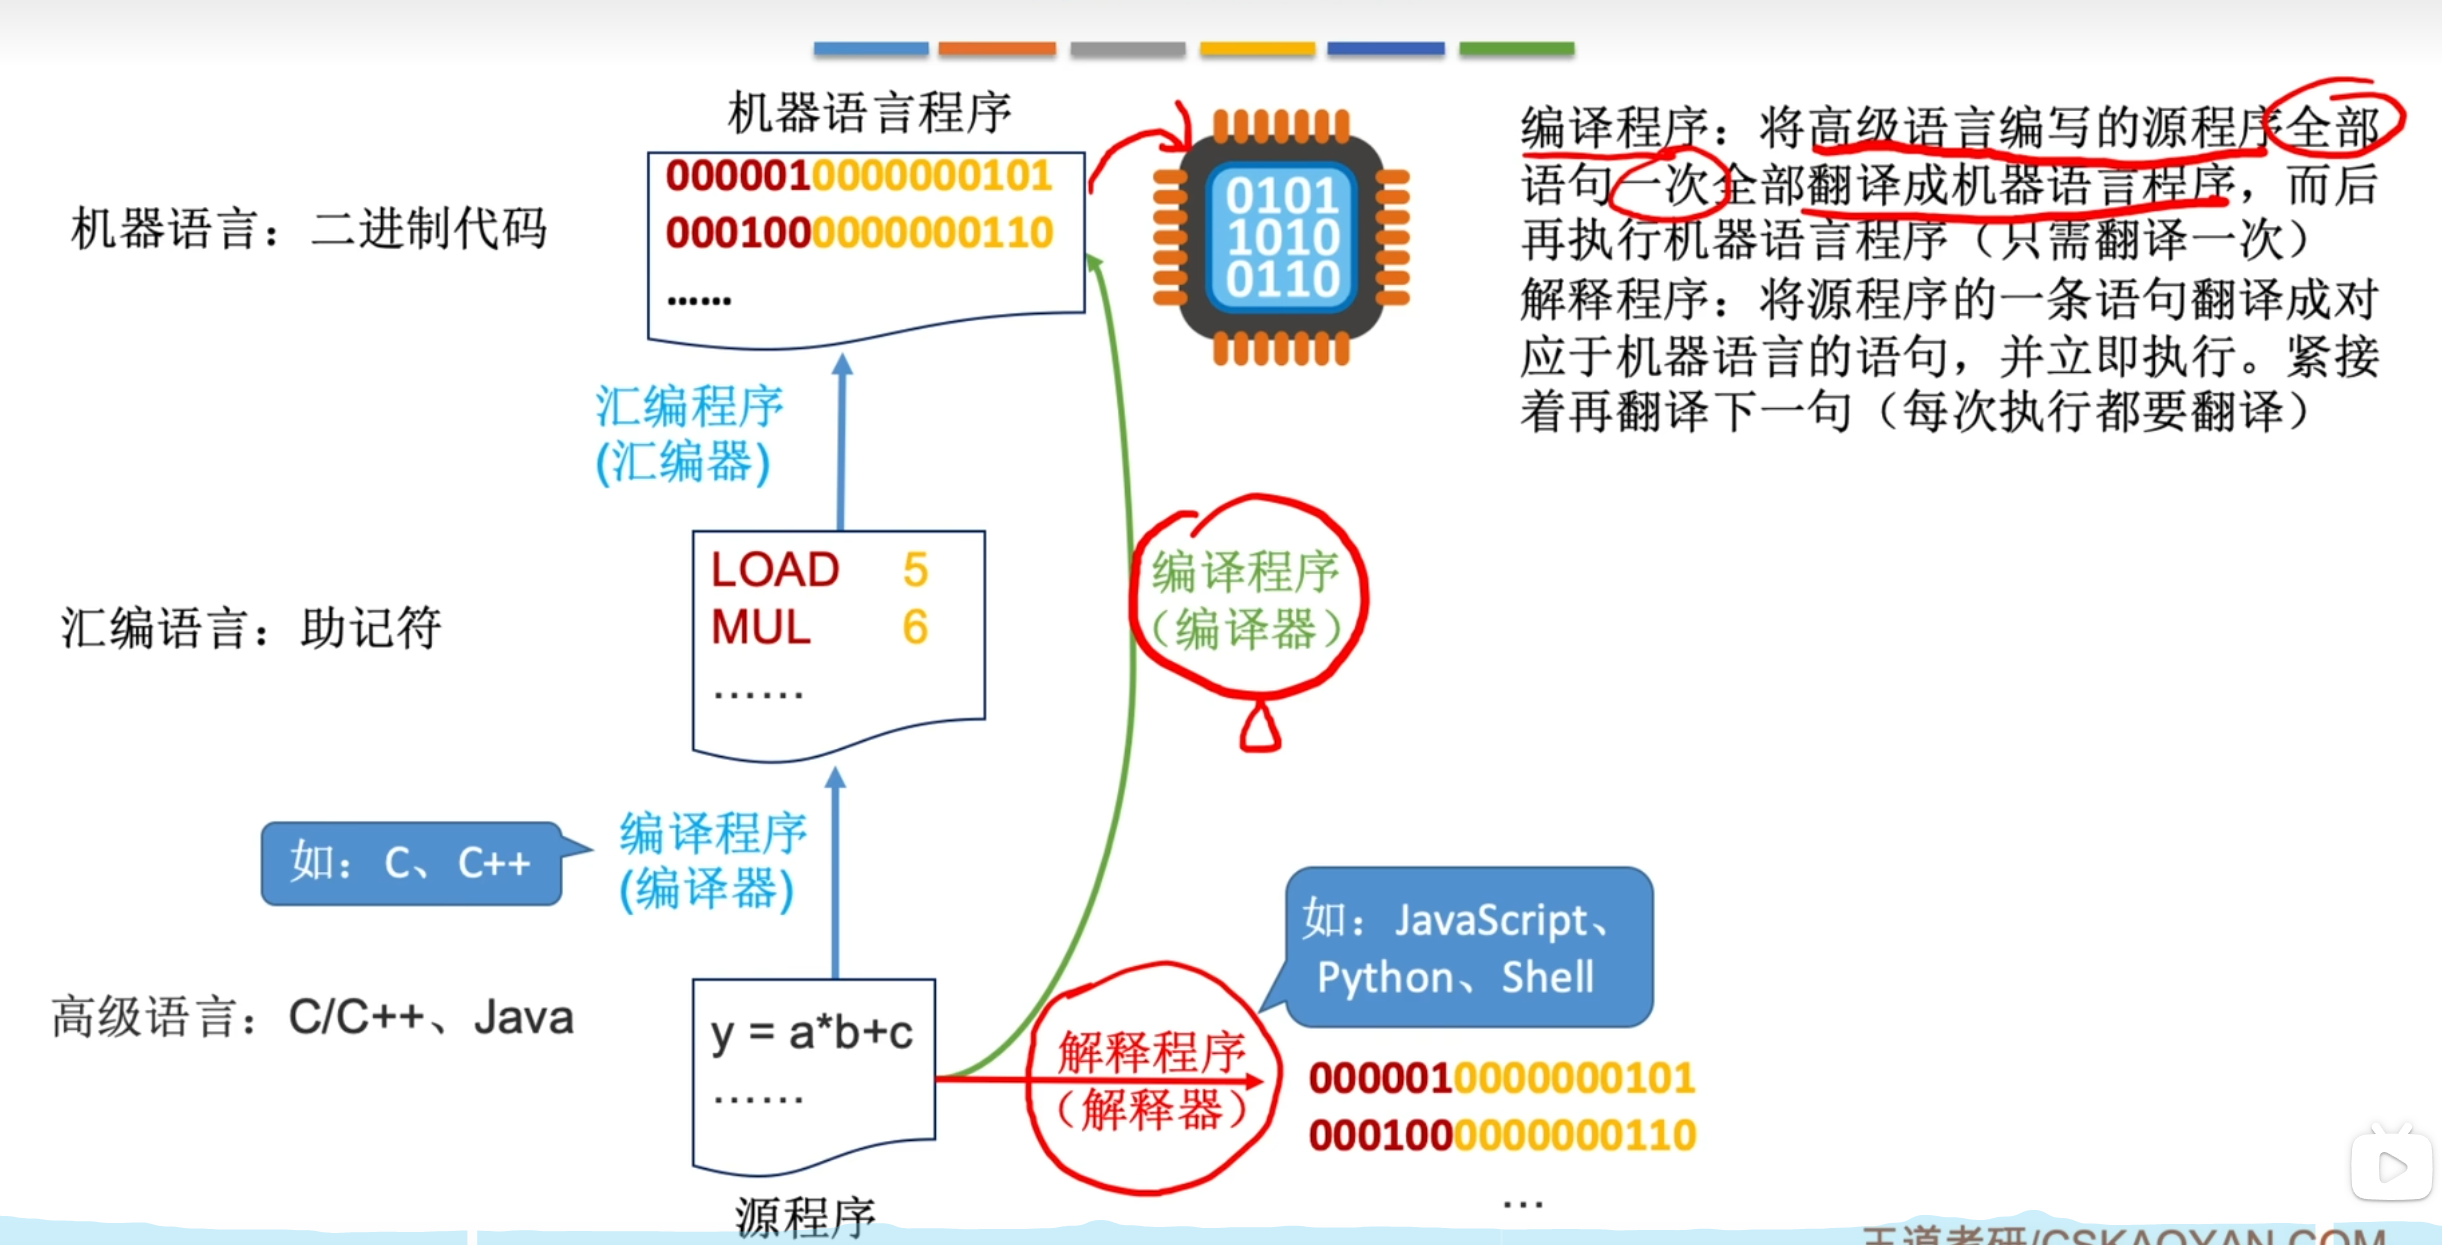 机器语言程序
0000010000000101
0001000000000110
......
机器语言：二进制代码
0101
1010
0110
编译程序：将高级语言编写的源程序全部
语句一次全部翻译成机器语言程序，而后
再执行机器语言程序（只需翻译一次）
解释程序：将源程序的一条语句翻译成对
应于机器语言的语句，并立即执行。紧接
着再翻译下一句（每次执行都要翻译）
汇编程序
(汇编器)
汇编语言：助记符
LOAD 5
MUL 6
……
编译程序
（编译器）
如：C、C++
编译程序
(编译器)
高级语言：C/C++、Java
y = a*b+c
……
源程序
解释程序
（解释器）
如：JavaScript、
Python、Shell
0000010000000101
0001000000000110
…
王道考研/CSKAOYAN.COM